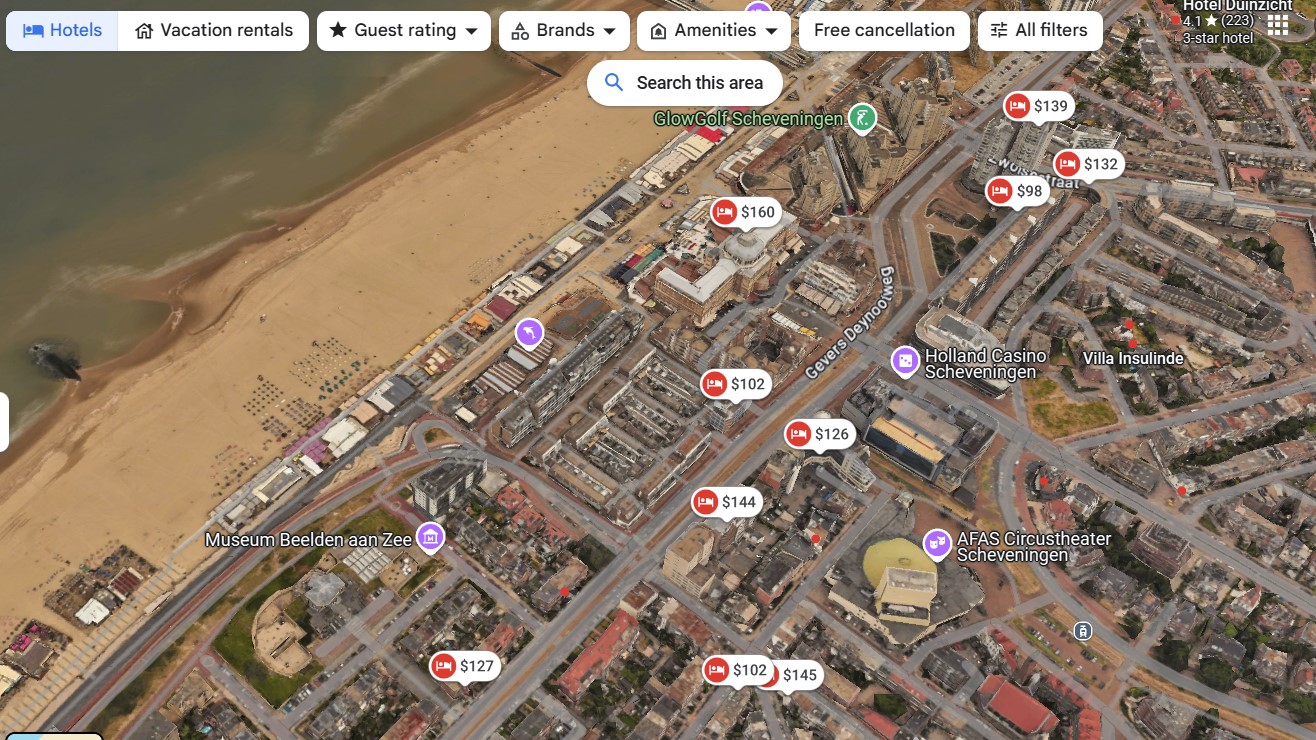 Hotels
Vacation rentals
Guest rating
Brands
Amenities
Free cancellation
All filters
Hotel Duinzicht
4.1 ★ (223)
3-star hotel
Search this area
GlowGolf Scheveningen
$139
$132
$98
$160
Gevers Deynootweg
Holland Casino
Scheveningen
Villa Insulinde
$102
$126
$144
Museum Beelden aan Zee
AFAS Circustheater
Scheveningen
$127
$102
$145